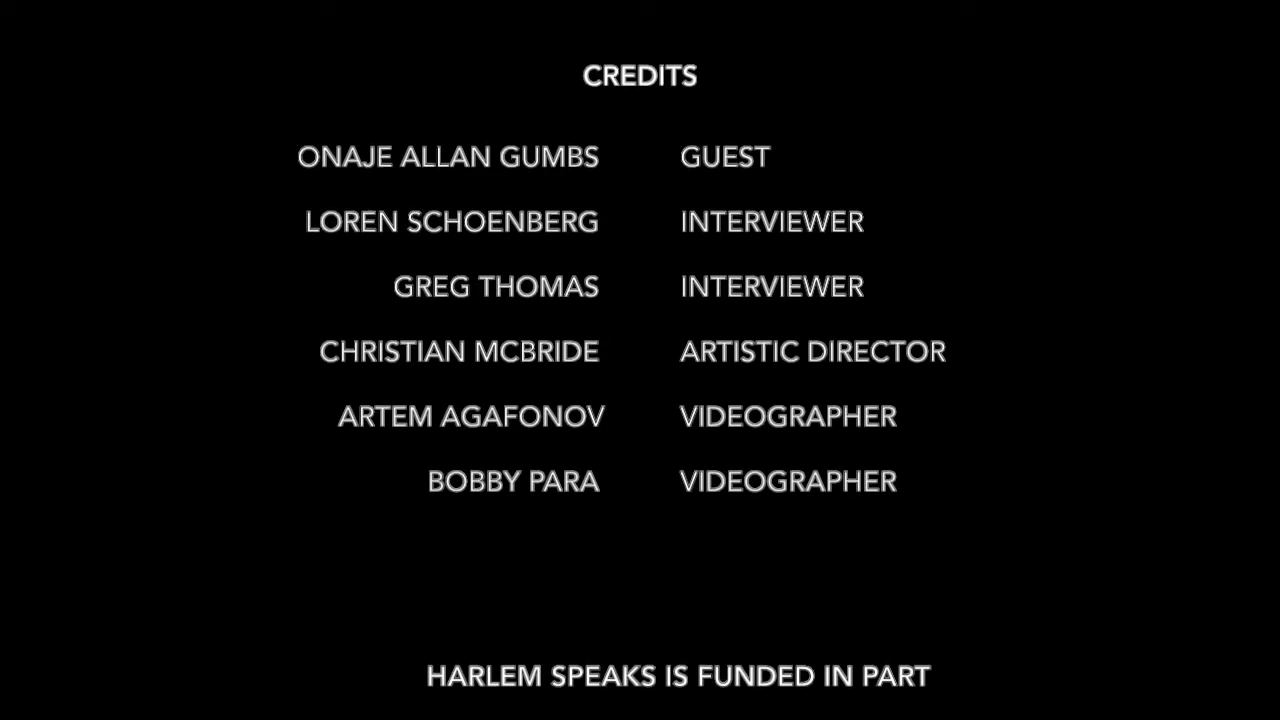 CREDITS
ONAJE ALLAN GUMBS GUEST
LOREN SCHOENBERG INTERVIEWER
GREG THOMAS INTERVIEWER
CHRISTIAN MCBRIDE ARTISTIC DIRECTOR
ARTEM AGAFONOV VIDEOGRAPHER
BOBBY PARA VIDEOGRAPHER
HARLEM SPEAKS IS FUNDED IN PART